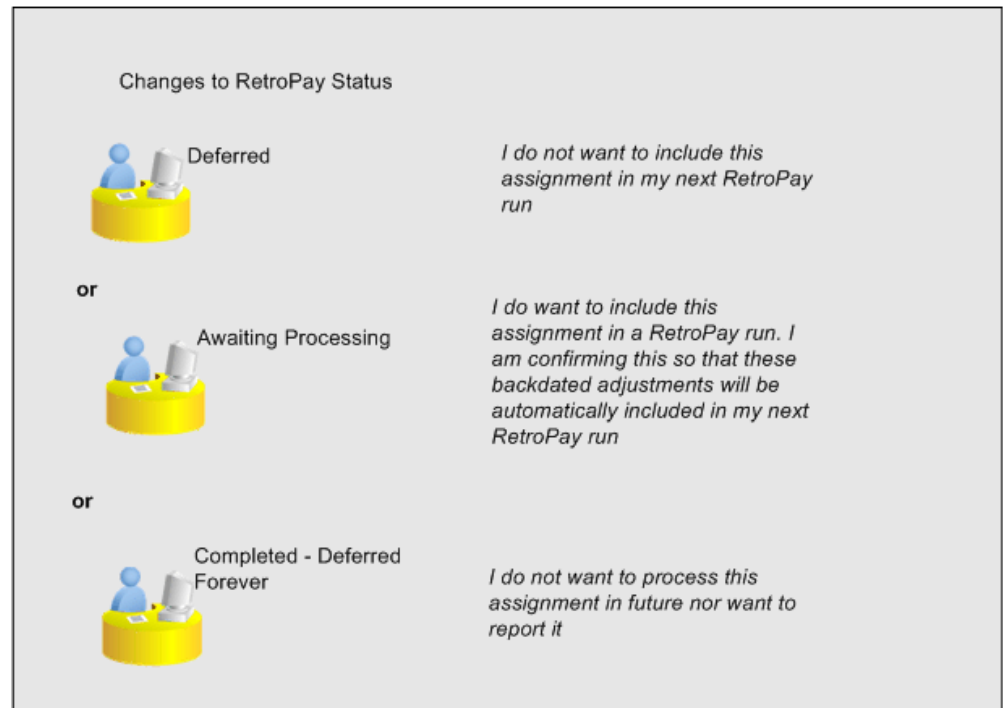 Changes to RetroPay Status
Deferred
I do not want to include this
assignment in my next RetroPay
run
or
Awaiting Processing
I do want to include this
assignment in a RetroPay run. I
am confirming this so that these
backdated adjustments will be
automatically included in my next
RetroPay run
or
Completed - Deferred
Forever
I do not want to process this
assignment in future nor want to
report it